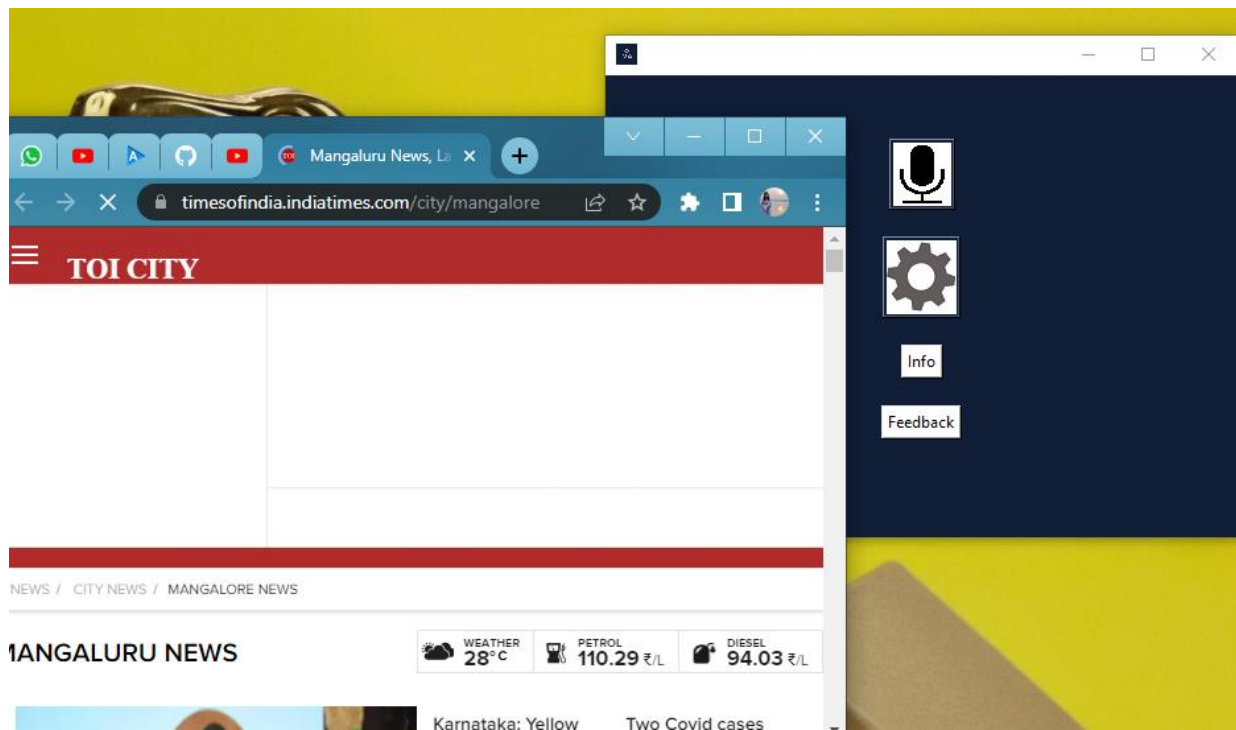 Mangaluru News, La
timesofindia.indiatimes.com/city/mangalore
TOI CITY
NEWS / CITY NEWS / MANGALORE NEWS
MANGALURU NEWS
WEATHER
28°C
PETROL
110.29 ₹/L
DIESEL
94.03 ₹/L
Karnataka: Yellow
Two Covid cases
Info
Feedback